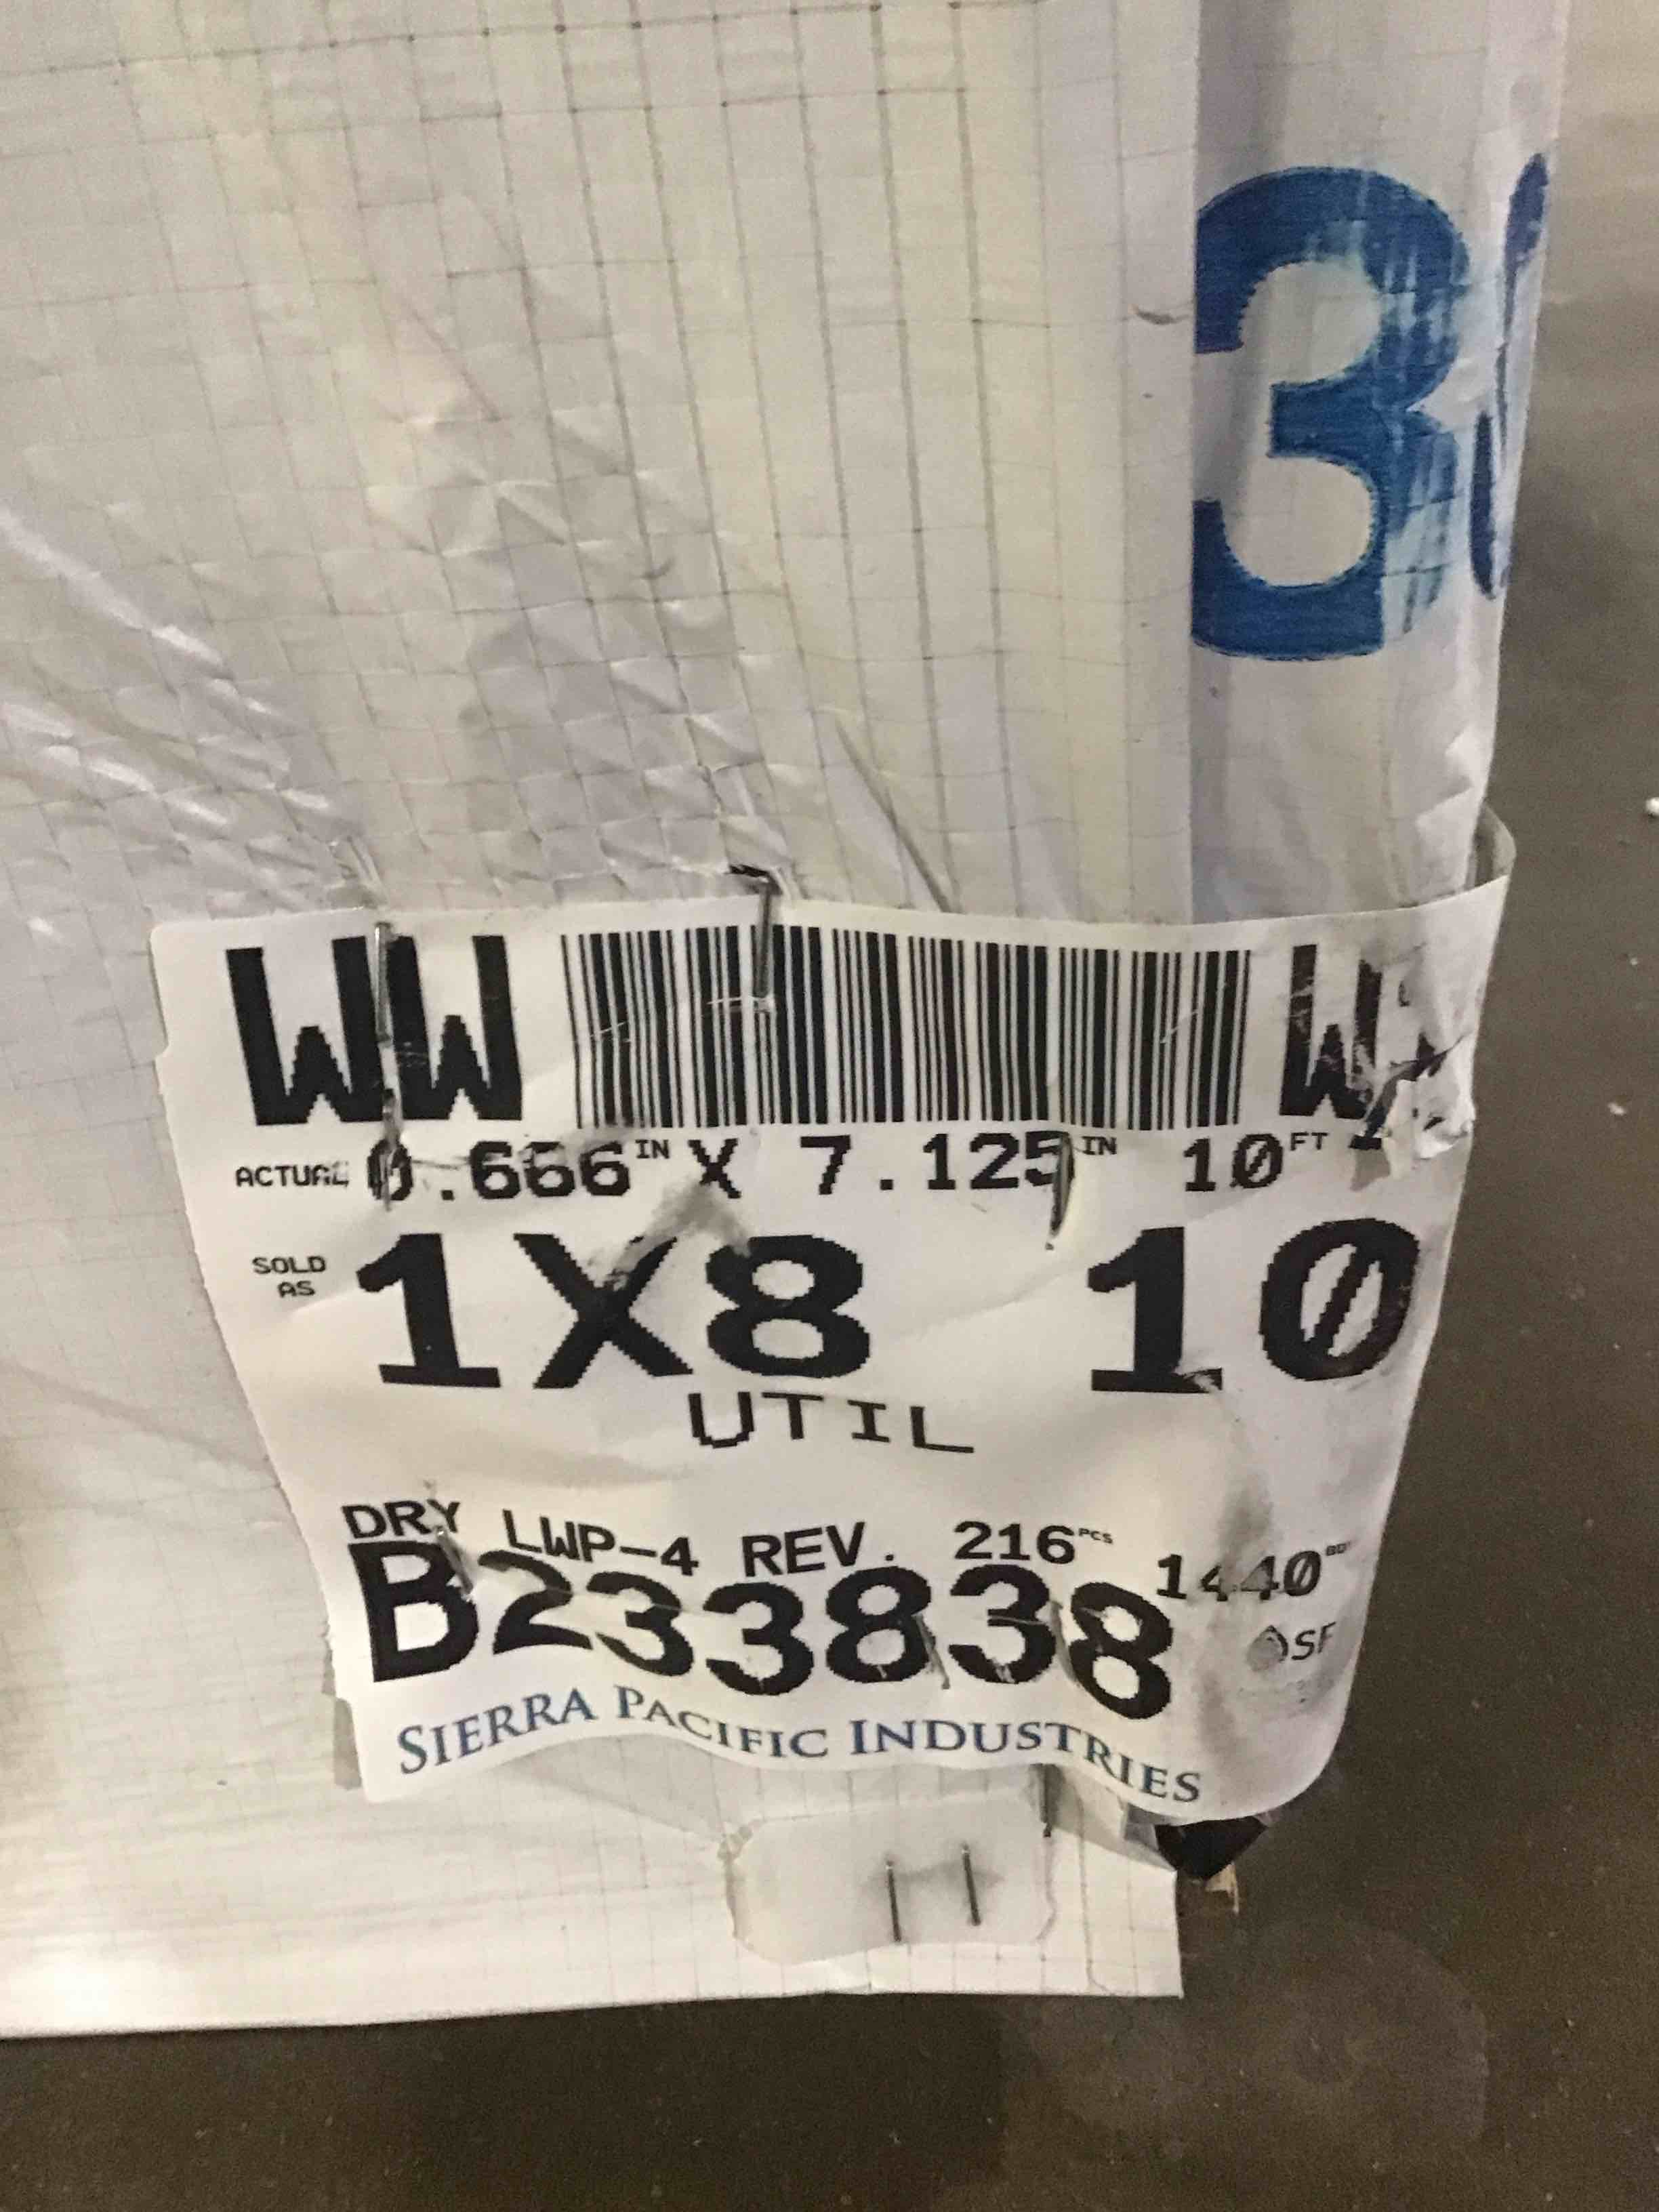 3
WW
ACTUAL 0.666 IN X 7.125 IN 10 FT
SOLD AS 1X8 10
UTIL
DRY LWP-4 REV. 216 PCS 1440 BD
B233838
SIERRA PACIFIC INDUSTRIES